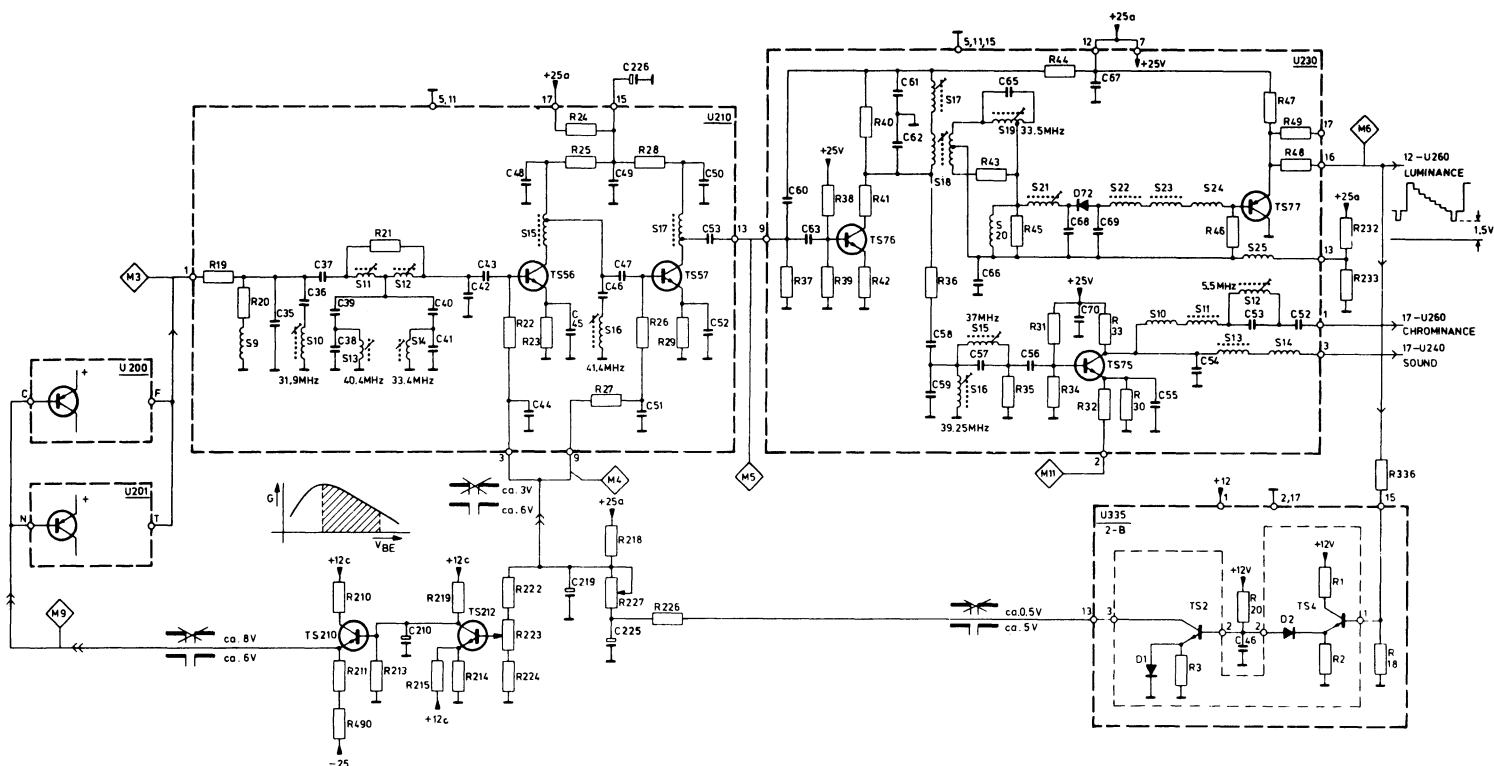 +25a
5,11,15
12
7
U230
+25V
R44
C67
C61
S17
C65
R47
R49
17
M6
R40
C62
S19 33.5MHz
R48
16
12-U260
LUMINANCE
+25a
1,5V
+25V
S18
R43
C60
R38
R41
S21
D72
S22
S23
S24
TS77
C63
TS76
S
20
R45
C68
C69
R46
S25
13
R232
R233
9
R37
R39
R42
C66
R36
+25V
5.5MHz
S12
C70
R
33
S10
S11
C53
C52
1
17-U260
CHROMINANCE
17-U240
SOUND
3
37MHz
S15
R31
C58
C57
C56
TS75
C54
S13
S14
C59
S16
R35
R34
R32
R
30
C55
39.25MHz
M11
2
C226
+25a
17
15
5,11
R24
U210
R25
R28
C48
C49
C50
S15
S17
C53
13
M3
1
R19
C37
R21
S11
S12
C43
TS56
C47
TS57
R20
C36
C39
C40
C42
C46
C35
S9
S10
C38
S13
S14
C41
R22
R23
C
45
S16
R26
R29
C52
31,9MHz
40.4MHz
33.4MHz
41,4MHz
R27
C44
C51
3
9
M4
M5
U 200
C
+
F
U201
N
+
T
G
VBE
ca. 3V
ca. 6V
+25a
R218
+12c
+12c
R210
R219
TS212
R222
C219
R227
R226
M9
ca. 8V
ca. 6V
TS210
C210
R223
C225
R211
R213
R215
R214
R224
+12c
R490
-25
ca.0.5V
ca. 5V
R336
+12
1
2,17
15
U335
2-B
+12V
R1
+12V
R
20
TS4
13
3
TS2
2
2
D2
1
C46
D1
R3
R2
R
18